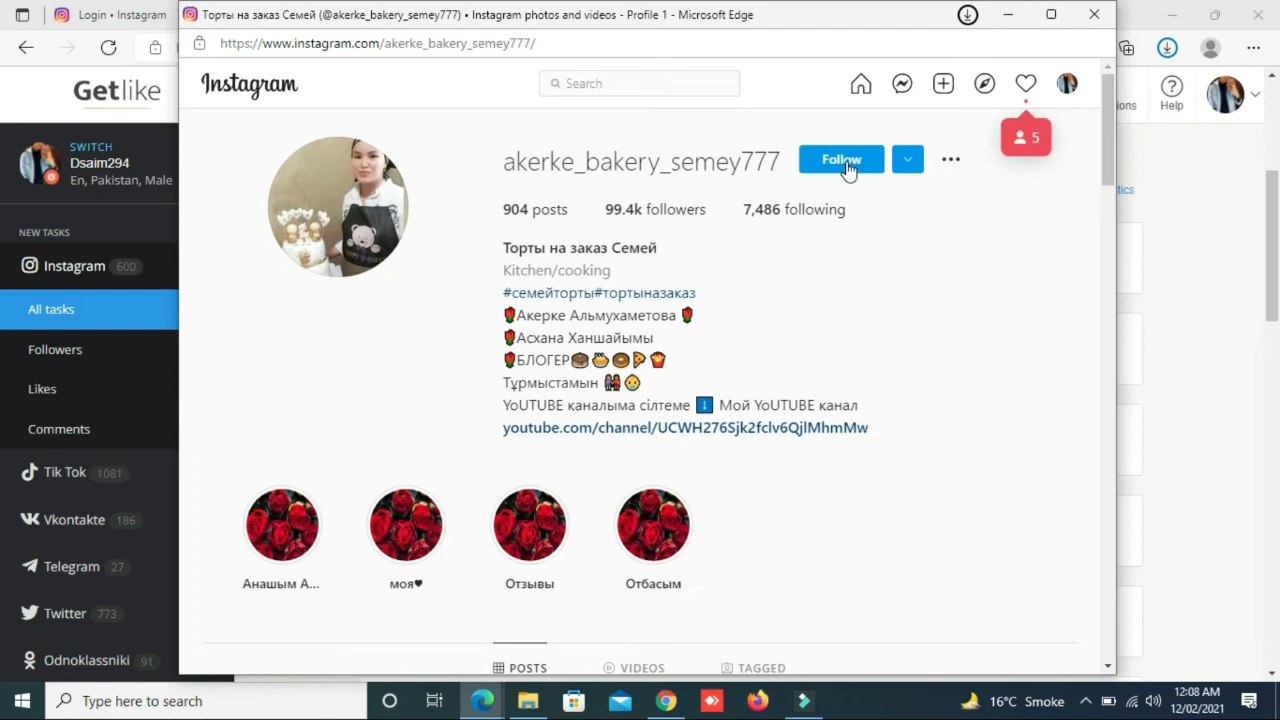 Login • Instagram
Торты на заказ Семей (@akerke_bakery_semey777) • Instagram photos and videos - Profile 1 - Microsoft Edge
https://www.instagram.com/akerke_bakery_semey777/
Getlike
Instagram
Search
ions
Help
5
SWITCH
Dsaim294
En, Pakistan, Male
akerke_bakery_semey777
Follow
tics
904 posts
99.4k followers
7,486 following
NEW TASKS
Instagram 600
All tasks
Followers
Likes
Comments
Tik Tok 1081
Vkontakte 186
Telegram 27
Twitter 773
Odnoklassniki 91
Торты на заказ Семей
Kitchen/cooking
#семейторты#тортыназаказ
🌹Акерке Альмухаметова 🌹
🌹Асхана Ханшайымы
🌹БЛОГЕР🎂🍲🍩🍕🍟
Тұрмыстамын 👫👶
YoUTUBE каналыма сілтеме ⬇️ Мой YoUTUBE канал
youtube.com/channel/UCWH276Sjk2fclv6QjlMhmMw
Анашым А...
моя♥
Отзывы
Отбасым
POSTS
VIDEOS
TAGGED
Type here to search
16°C Smoke
12:08 AM
12/02/2021